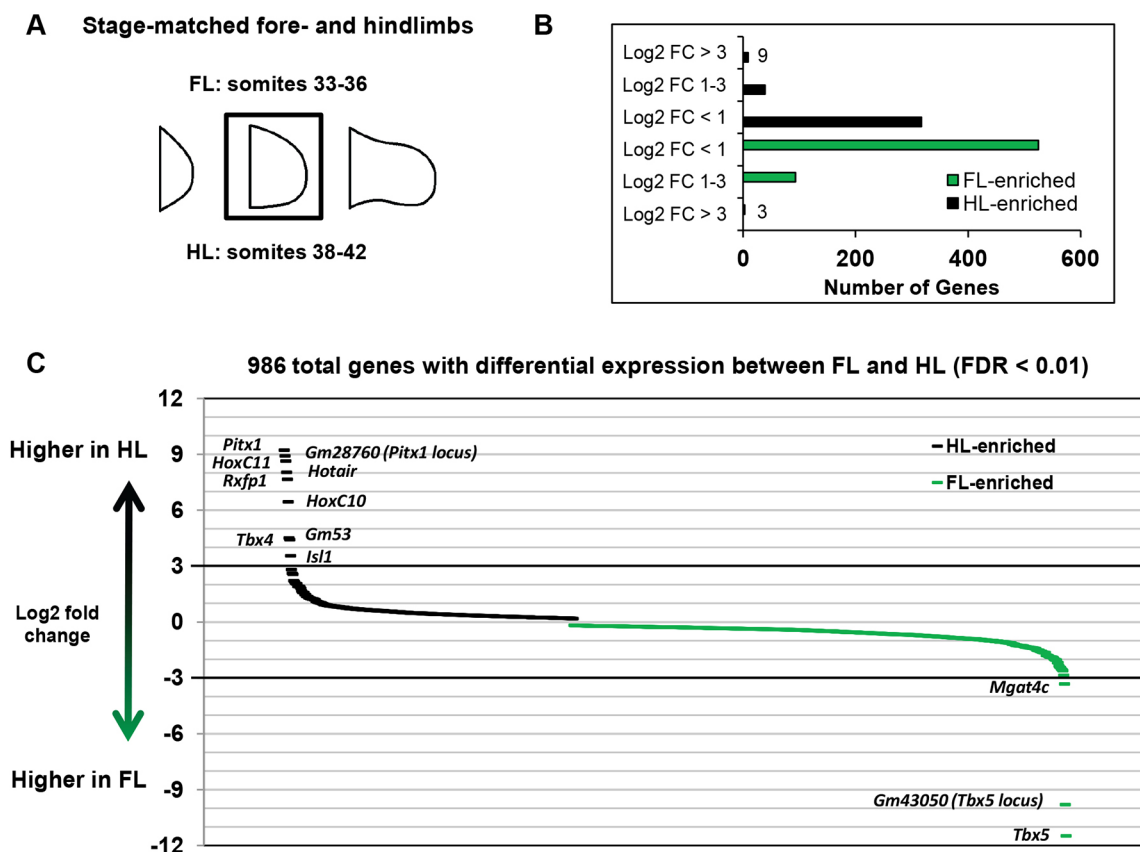 A
Stage-matched fore- and hindlimbs
FL: somites 33-36
HL: somites 38-42
B
Log2 FC > 3
9
Log2 FC 1-3
Log2 FC < 1
Log2 FC < 1
Log2 FC 1-3
Log2 FC > 3
3
FL-enriched
HL-enriched
0 200 400 600
Number of Genes
C
986 total genes with differential expression between FL and HL (FDR < 0.01)
Higher in HL
Log2 fold
change
Higher in FL
12
9
6
3
0
-3
-6
-9
-12
Pitx1
Gm28760 (Pitx1 locus)
HoxC11
Hotair
Rxfp1
HoxC10
Gm53
Tbx4
Isl1
HL-enriched
FL-enriched
Mgat4c
Gm43050 (Tbx5 locus)
Tbx5